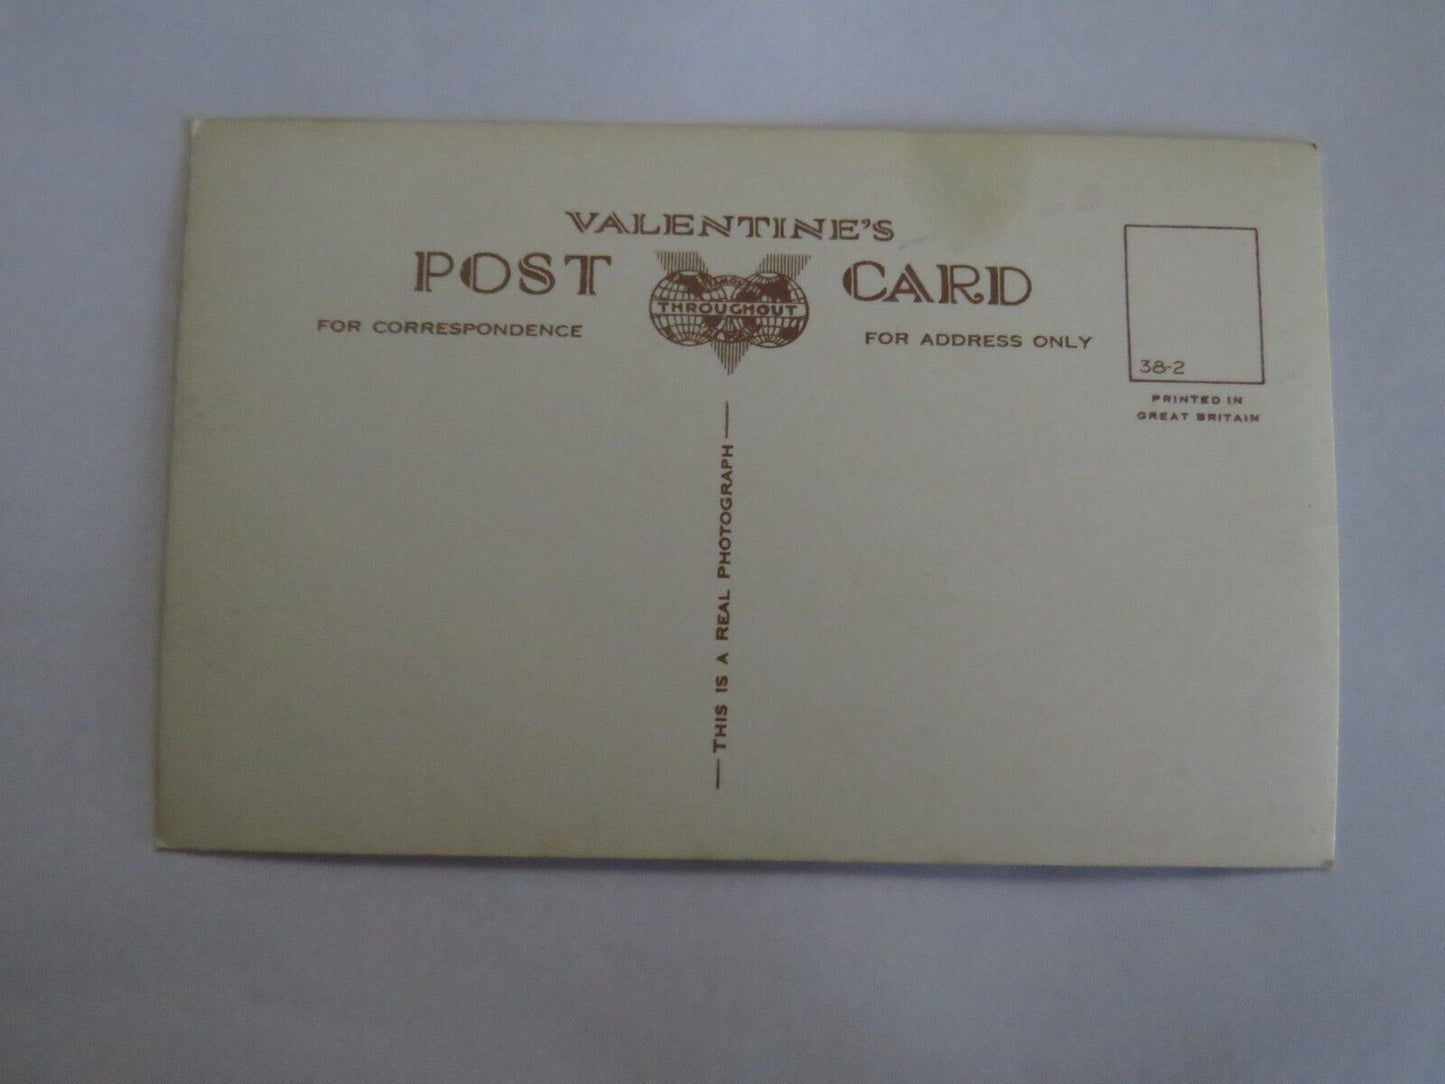 VALENTINE'S
POST CARD
FAMOUS
THROUGHOUT
FOR CORRESPONDENCE
FOR ADDRESS ONLY
38-2
PRINTED IN
GREAT BRITAIN
THIS IS A REAL PHOTOGRAPH